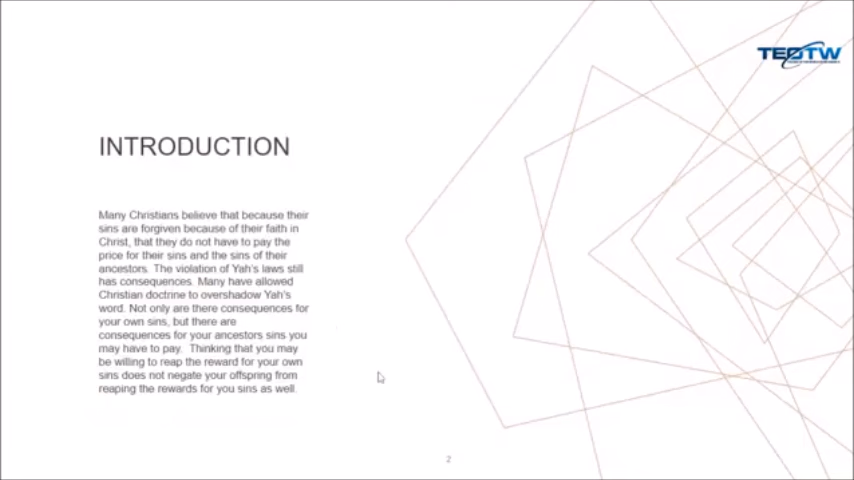 TEOTW
INTRODUCTION
Many Christians believe that because their
sins are forgiven because of their faith in
Christ, that they do not have to pay the
price for their sins and the sins of their
ancestors. The violation of Yah's laws still
has consequences. Many have allowed
Christian doctrine to overshadow Yah's
word. Not only are there consequences for
your own sins, but there are
consequences for your ancestors sins you
may have to pay.  Thinking that you may
be willing to reap the reward for your own
sins does not negate your offspring from
reaping the rewards for you sins as well.
2